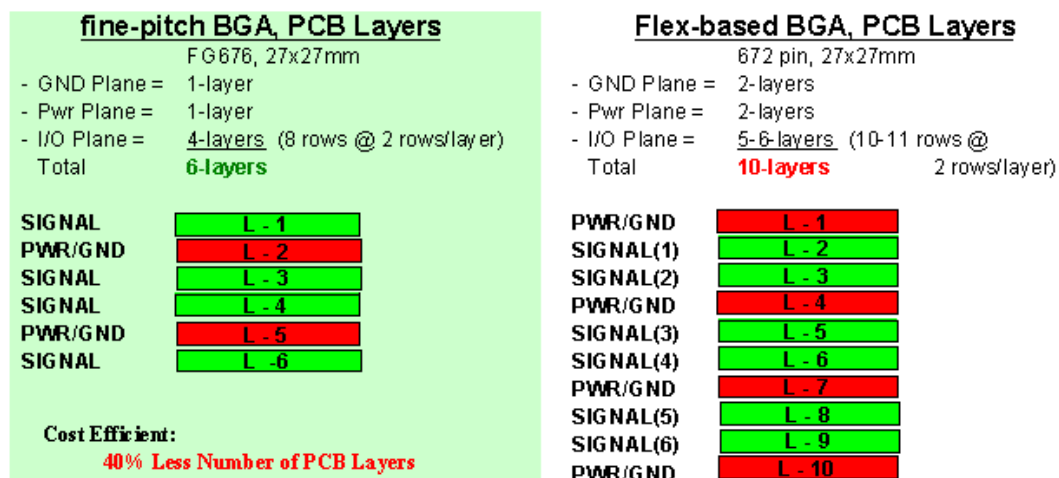 fine-pitch BGA, PCB Layers
FG676, 27x27mm
- GND Plane = 1-layer
- Pwr Plane = 1-layer
- I/O Plane = 4-layers (8 rows @ 2 rows/layer)
Total 6-layers
SIGNAL L - 1
PWR/GND L - 2
SIGNAL L - 3
SIGNAL L - 4
PWR/GND L - 5
SIGNAL L -6
Cost Efficient:
40% Less Number of PCB Layers
Flex-based BGA, PCB Layers
672 pin, 27x27mm
- GND Plane = 2-layers
- Pwr Plane = 2-layers
- I/O Plane = 5-6-layers (10-11 rows @
Total 10-layers 2 rows/layer)
PWR/GND L - 1
SIGNAL(1) L - 2
SIGNAL(2) L - 3
PWR/GND L - 4
SIGNAL(3) L - 5
SIGNAL(4) L - 6
PWR/GND L - 7
SIGNAL(5) L - 8
SIGNAL(6) L - 9
PWR/GND L - 10